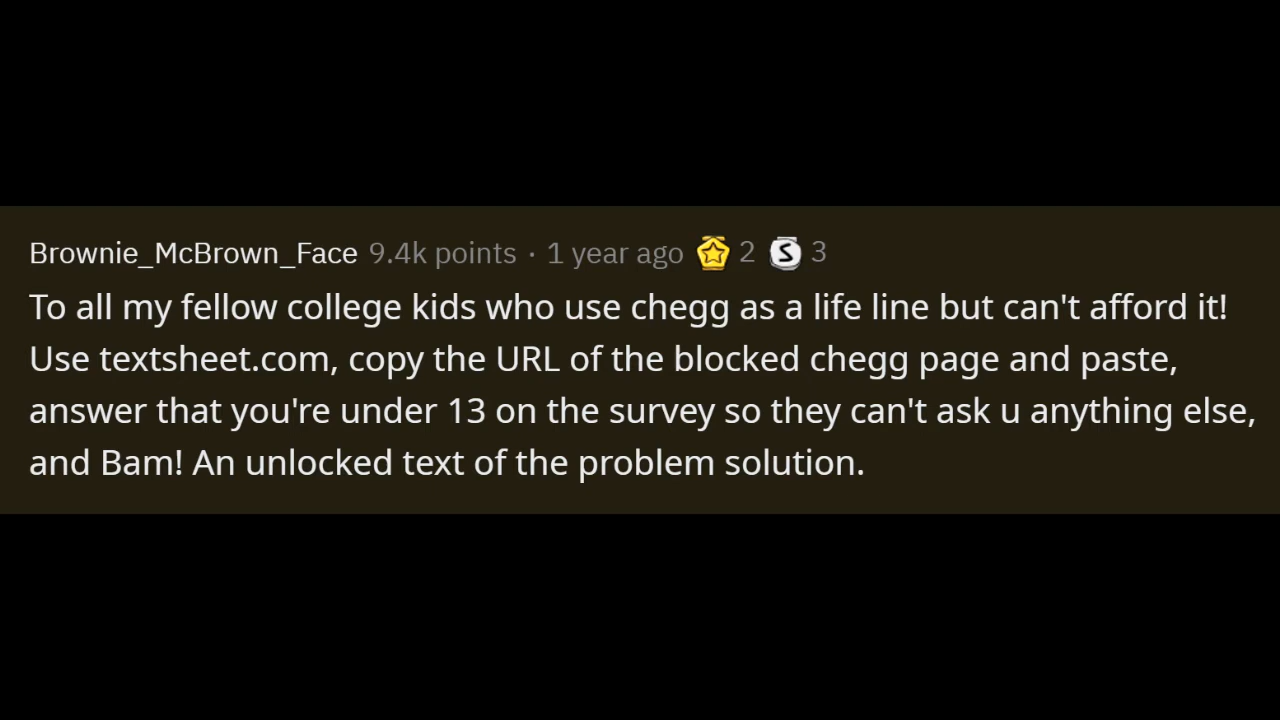 Brownie_McBrown_Face 9.4k points · 1 year ago 2 S 3
To all my fellow college kids who use chegg as a life line but can't afford it!
Use textsheet.com, copy the URL of the blocked chegg page and paste,
answer that you're under 13 on the survey so they can't ask u anything else,
and Bam! An unlocked text of the problem solution.